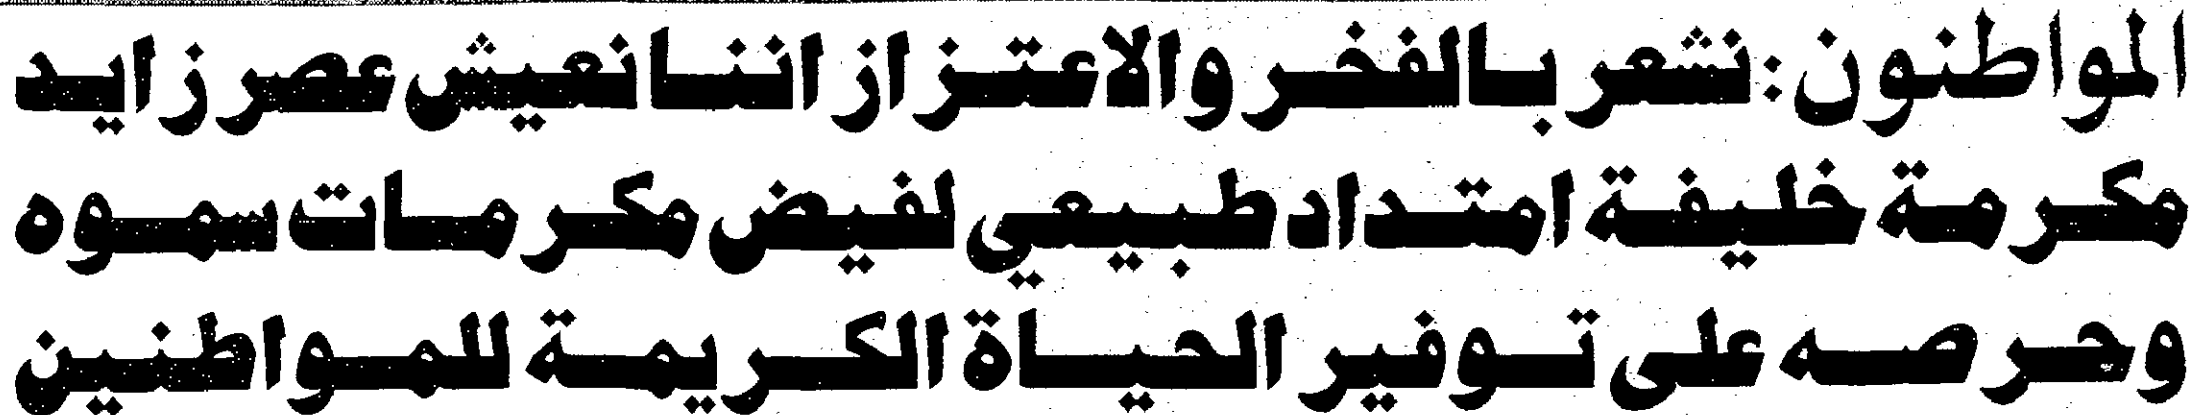 المواطنون: نشعر بالفخر والاعتزاز اننا نعيش عصر زايد
مكرمة خليفة امتداد طبيعي لفيض مكرمات سموه
وحرصه على توفير الحياة الكريمة للمواطنين